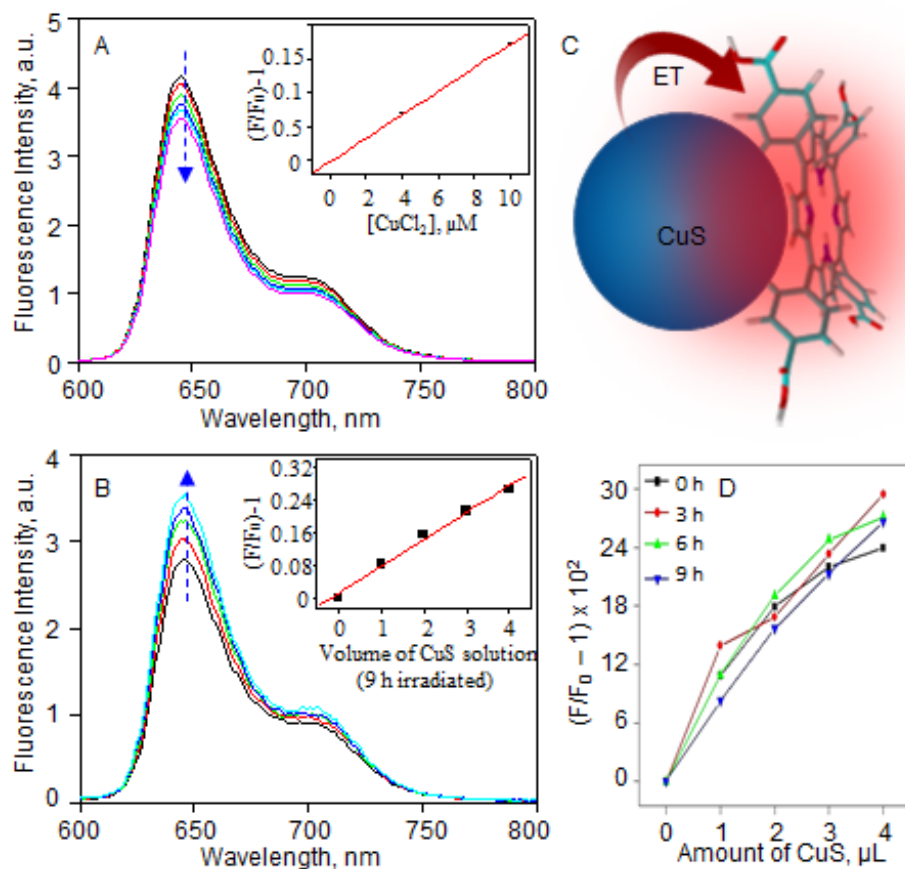 A
Fluorescence Intensity, a.u.
5
4
3
2
1
0
600
650
700
750
800
Wavelength, nm
(F/F₀)-1
0.15
0.1
0.5
0
0
2
4
6
8
10
[CuCl₂], µM
C
ET
CuS
B
Fluorescence Intensity, a.u.
4
3
2
1
0
600
650
700
750
800
Wavelength, nm
(F/F₀)-1
0.32
0.24
0.16
0.08
0
0
1
2
3
4
Volume of CuS solution
(9 h irradiated)
D
0 h
3 h
6 h
9 h
(F/F₀ – 1) x 10²
30
24
18
12
6
0
0
1
2
3
4
Amount of CuS, µL